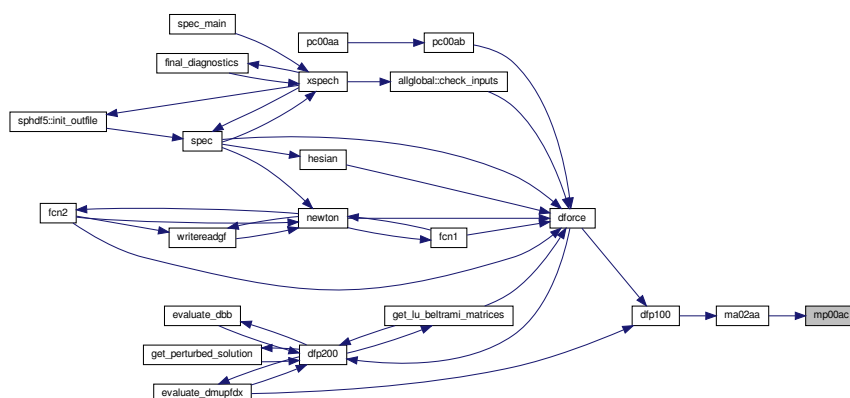 spec_main
pc00aa
pc00ab
final_diagnostics
xspech
allglobal::check_inputs
sphdf5::init_outfile
spec
hesian
fcn2
newton
dforce
writereadgf
fcn1
evaluate_dbb
get_lu_beltrami_matrices
dfp100
ma02aa
mp00ac
get_perturbed_solution
dfp200
evaluate_dmupfdx